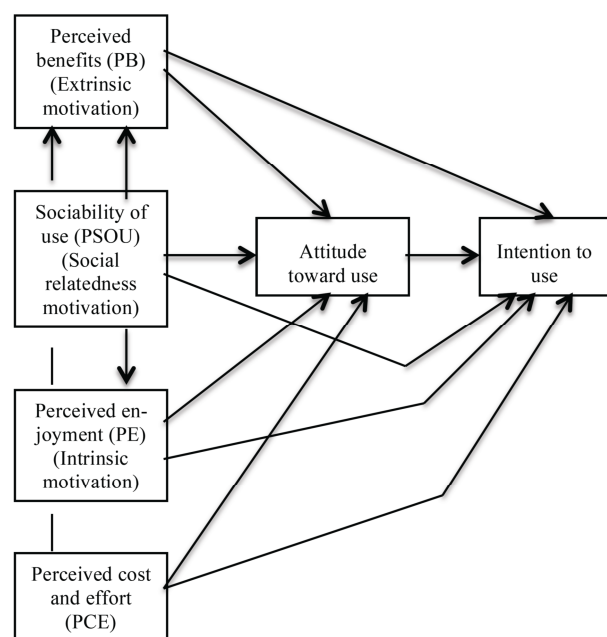 Perceived
benefits (PB)
(Extrinsic
motivation)
Sociability of
use (PSOU)
(Social
relatedness
motivation)
Attitude
toward use
Intention to
use
Perceived en-
joyment (PE)
(Intrinsic
motivation)
Perceived cost
and effort
(PCE)